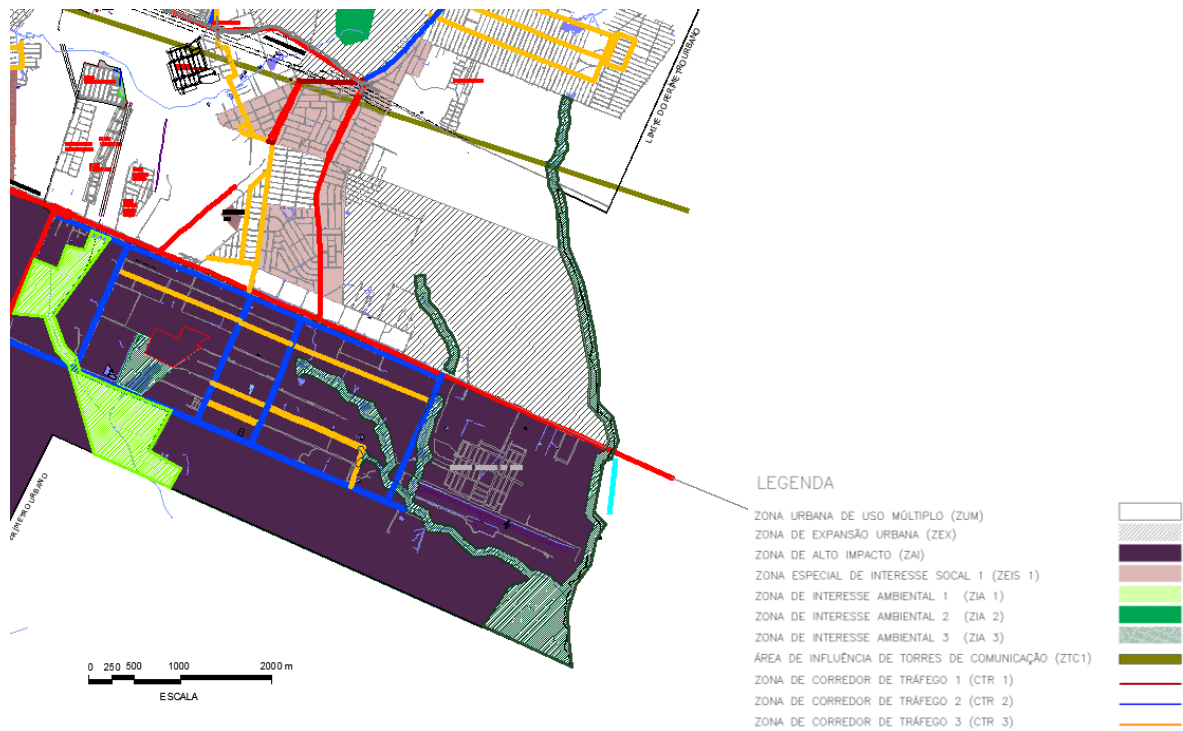 LIMITE DO PERÍMETRO URBANO
PERÍMETRO URBANO
0 250 500 1000 2000 m
ESCALA
LEGENDA
ZONA URBANA DE USO MÚLTIPLO (ZUM)
ZONA DE EXPANSÃO URBANA (ZEX)
ZONA DE ALTO IMPACTO (ZAI)
ZONA ESPECIAL DE INTERESSE SOCAL 1 (ZEIS 1)
ZONA DE INTERESSE AMBIENTAL 1 (ZIA 1)
ZONA DE INTERESSE AMBIENTAL 2 (ZIA 2)
ZONA DE INTERESSE AMBIENTAL 3 (ZIA 3)
ÁREA DE INFLUÊNCIA DE TORRES DE COMUNICAÇÃO (ZTC1)
ZONA DE CORREDOR DE TRÁFEGO 1 (CTR 1)
ZONA DE CORREDOR DE TRÁFEGO 2 (CTR 2)
ZONA DE CORREDOR DE TRÁFEGO 3 (CTR 3)